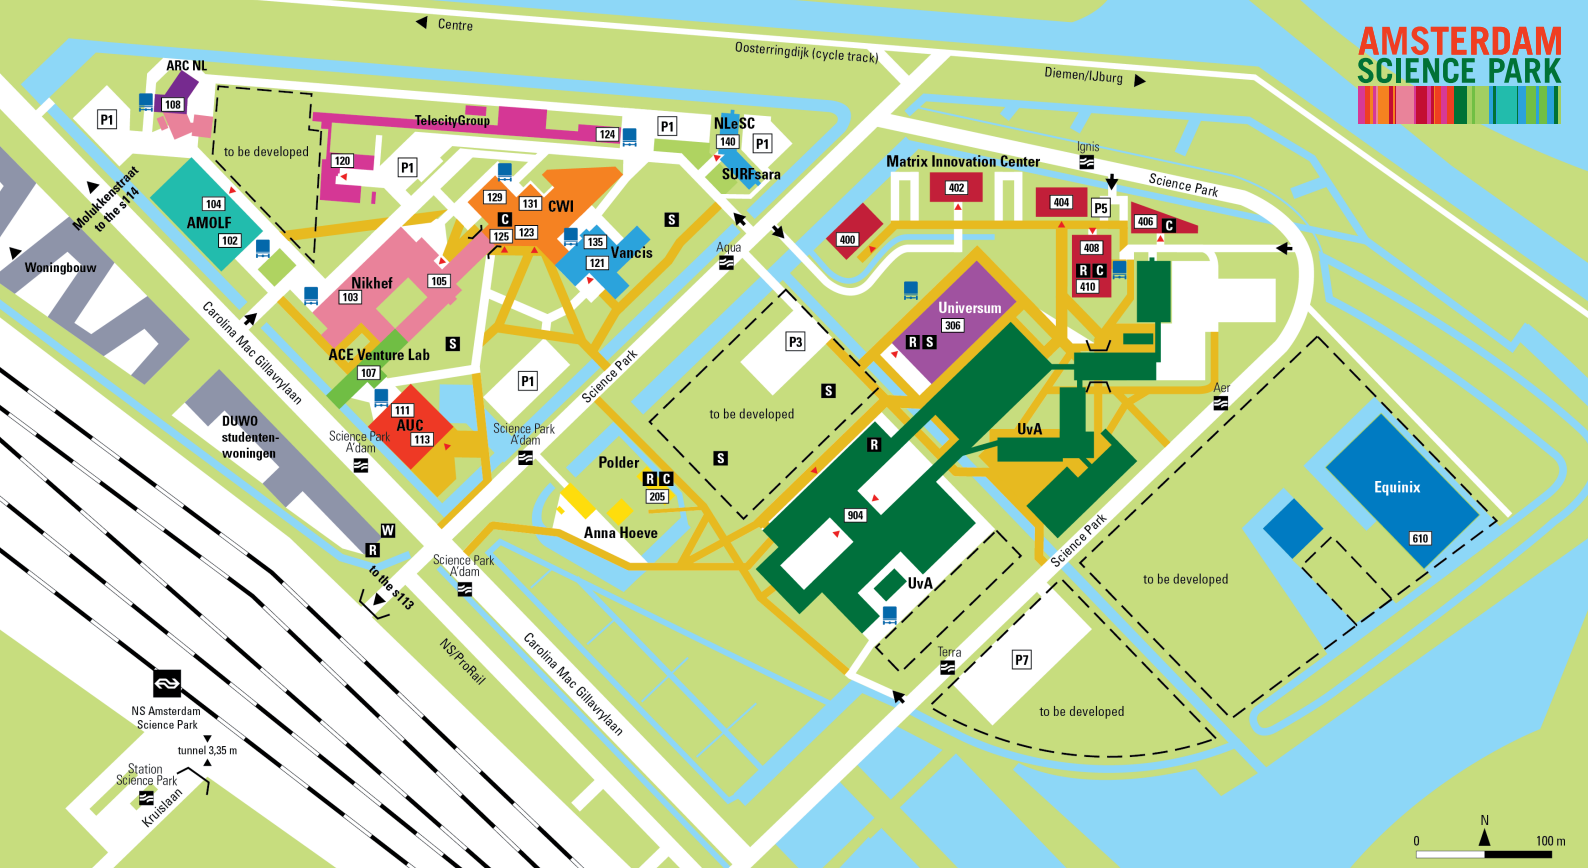 Centre
Oosterringdijk (cycle track)
Diemen/IJburg
AMSTERDAM
SCIENCE PARK
ARC NL
108
P1
to be developed
TelecityGroup
124
P1
NLeSC
140
P1
SURFsara
120
P1
Molukkenstraat
to the s114
104
AMOLF
102
129
131
CWI
C
125
123
135
Vancis
121
S
Aqua
Matrix Innovation Center
402
Ignis
Science Park
404
P5
406
C
400
408
R C
410
Woningbouw
Nikhef
103
105
Universum
306
R S
Carolina Mac Gillavrylaan
ACE Venture Lab
107
S
P1
Science Park
P3
S
to be developed
S
Aer
111
AUC
113
DUWO
studenten-
woningen
Science Park
A'dam
Science Park
A'dam
Polder
R C
205
Anna Hoeve
R
UvA
904
UvA
Equinix
610
to be developed
Science Park
W
R
to the s113
Science Park
A'dam
NS/ProRail
Carolina Mac Gillavrylaan
Terra
P7
to be developed
NS Amsterdam
Science Park
tunnel 3,35 m
Station
Science Park
Kruislaan
N
0
100 m